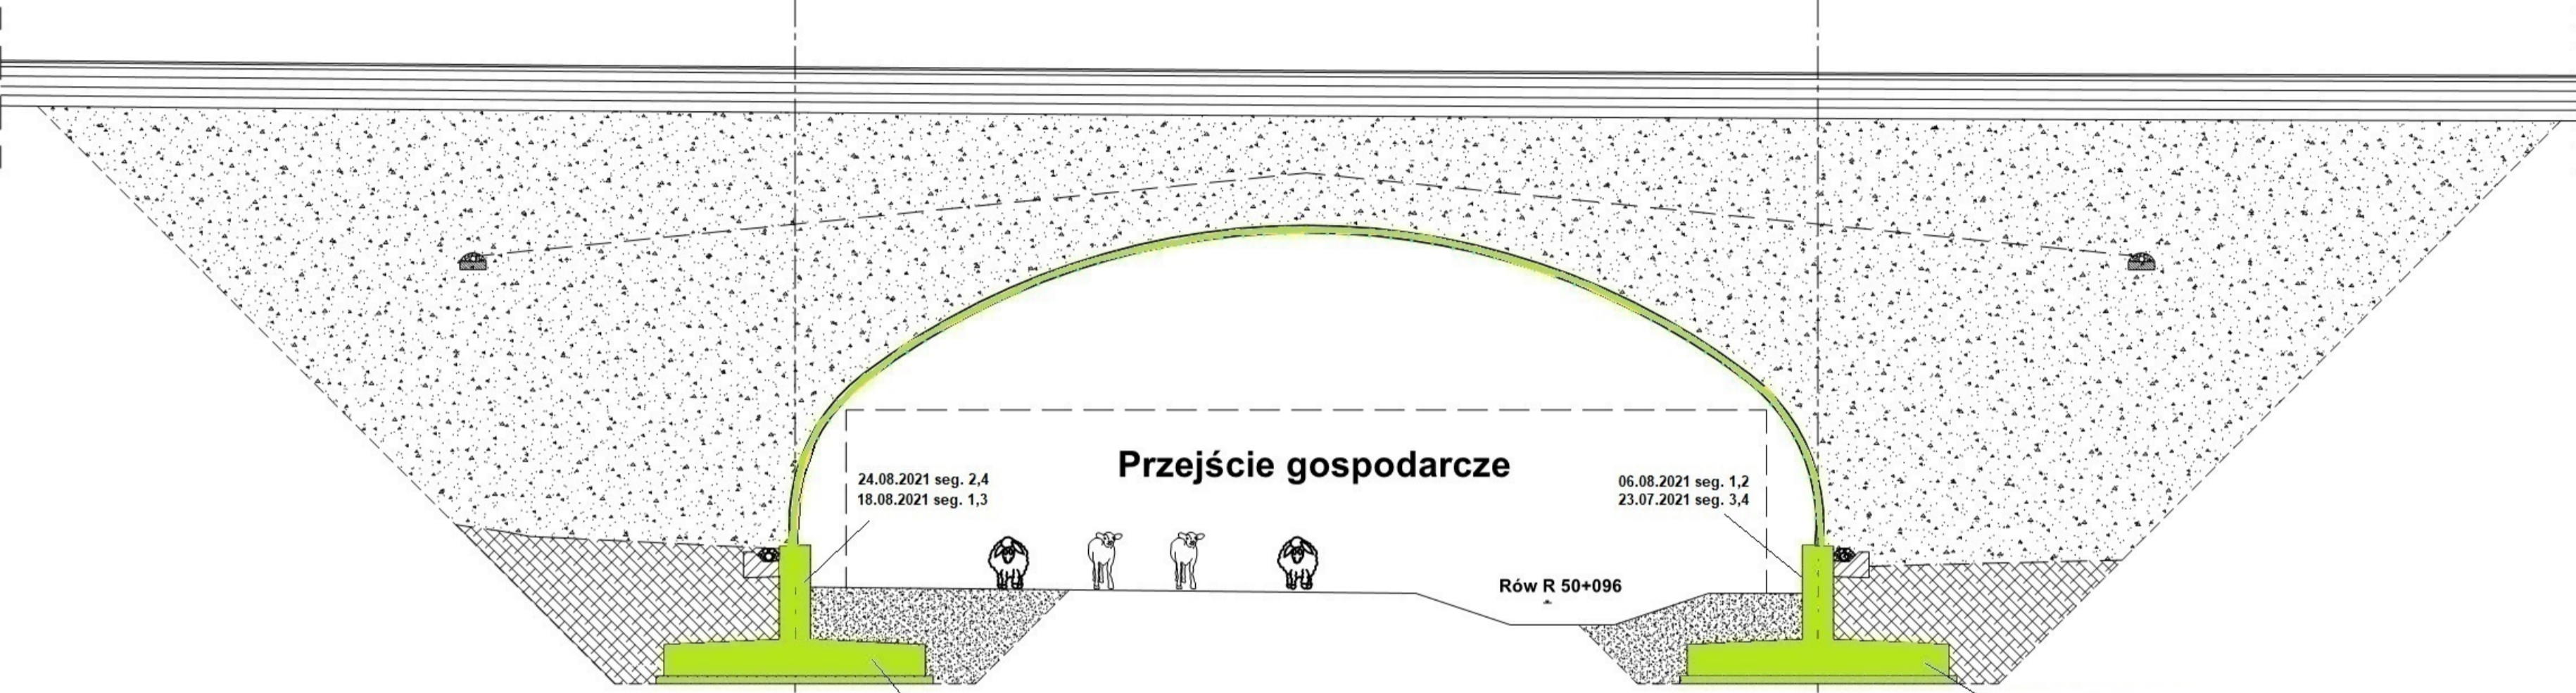 Przejście gospodarcze
24.08.2021 seg. 2,4
18.08.2021 seg. 1,3
06.08.2021 seg. 1,2
23.07.2021 seg. 3,4
Rów R 50+096